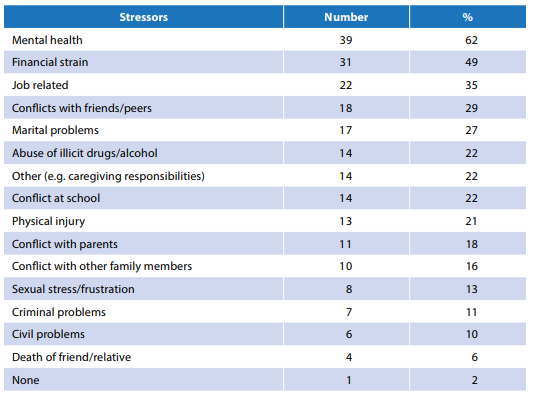 Stressors Number %
Mental health 39 62
Financial strain 31 49
Job related 22 35
Conflicts with friends/peers 18 29
Marital problems 17 27
Abuse of illicit drugs/alcohol 14 22
Other (e.g. caregiving responsibilities) 14 22
Conflict at school 14 22
Physical injury 13 21
Conflict with parents 11 18
Conflict with other family members 10 16
Sexual stress/frustration 8 13
Criminal problems 7 11
Civil problems 6 10
Death of friend/relative 4 6
None 1 2